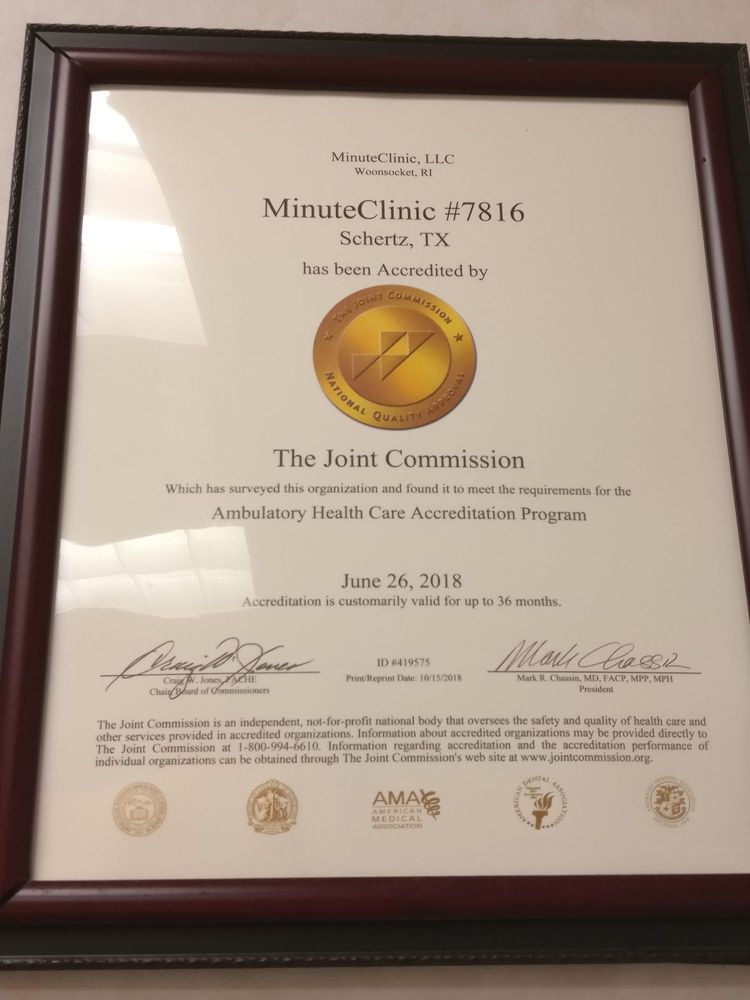 MinuteClinic, LLC
Woonsocket, RI
MinuteClinic #7816
Schertz, TX
has been Accredited by
THE JOINT COMMISSION
NATIONAL QUALITY APPROVAL
The Joint Commission
Which has surveyed this organization and found it to meet the requirements for the
Ambulatory Health Care Accreditation Program
June 26, 2018
Accreditation is customarily valid for up to 36 months.
Craig W. Jones
Craig W. Jones, FACHE
Chair, Board of Commissioners
ID #419575
Print/Reprint Date: 10/15/2018
Mark Chassin
Mark R. Chassin, MD, FACP, MPP, MPH
President
The Joint Commission is an independent, not-for-profit national body that oversees the safety and quality of health care and
other services provided in accredited organizations. Information about accredited organizations may be provided directly to
The Joint Commission at 1-800-994-6610. Information regarding accreditation and the accreditation performance of
individual organizations can be obtained through The Joint Commission's web site at www.jointcommission.org.
AMA
AMERICAN
MEDICAL
ASSOCIATION
AMERICAN DENTAL ASSOCIATION